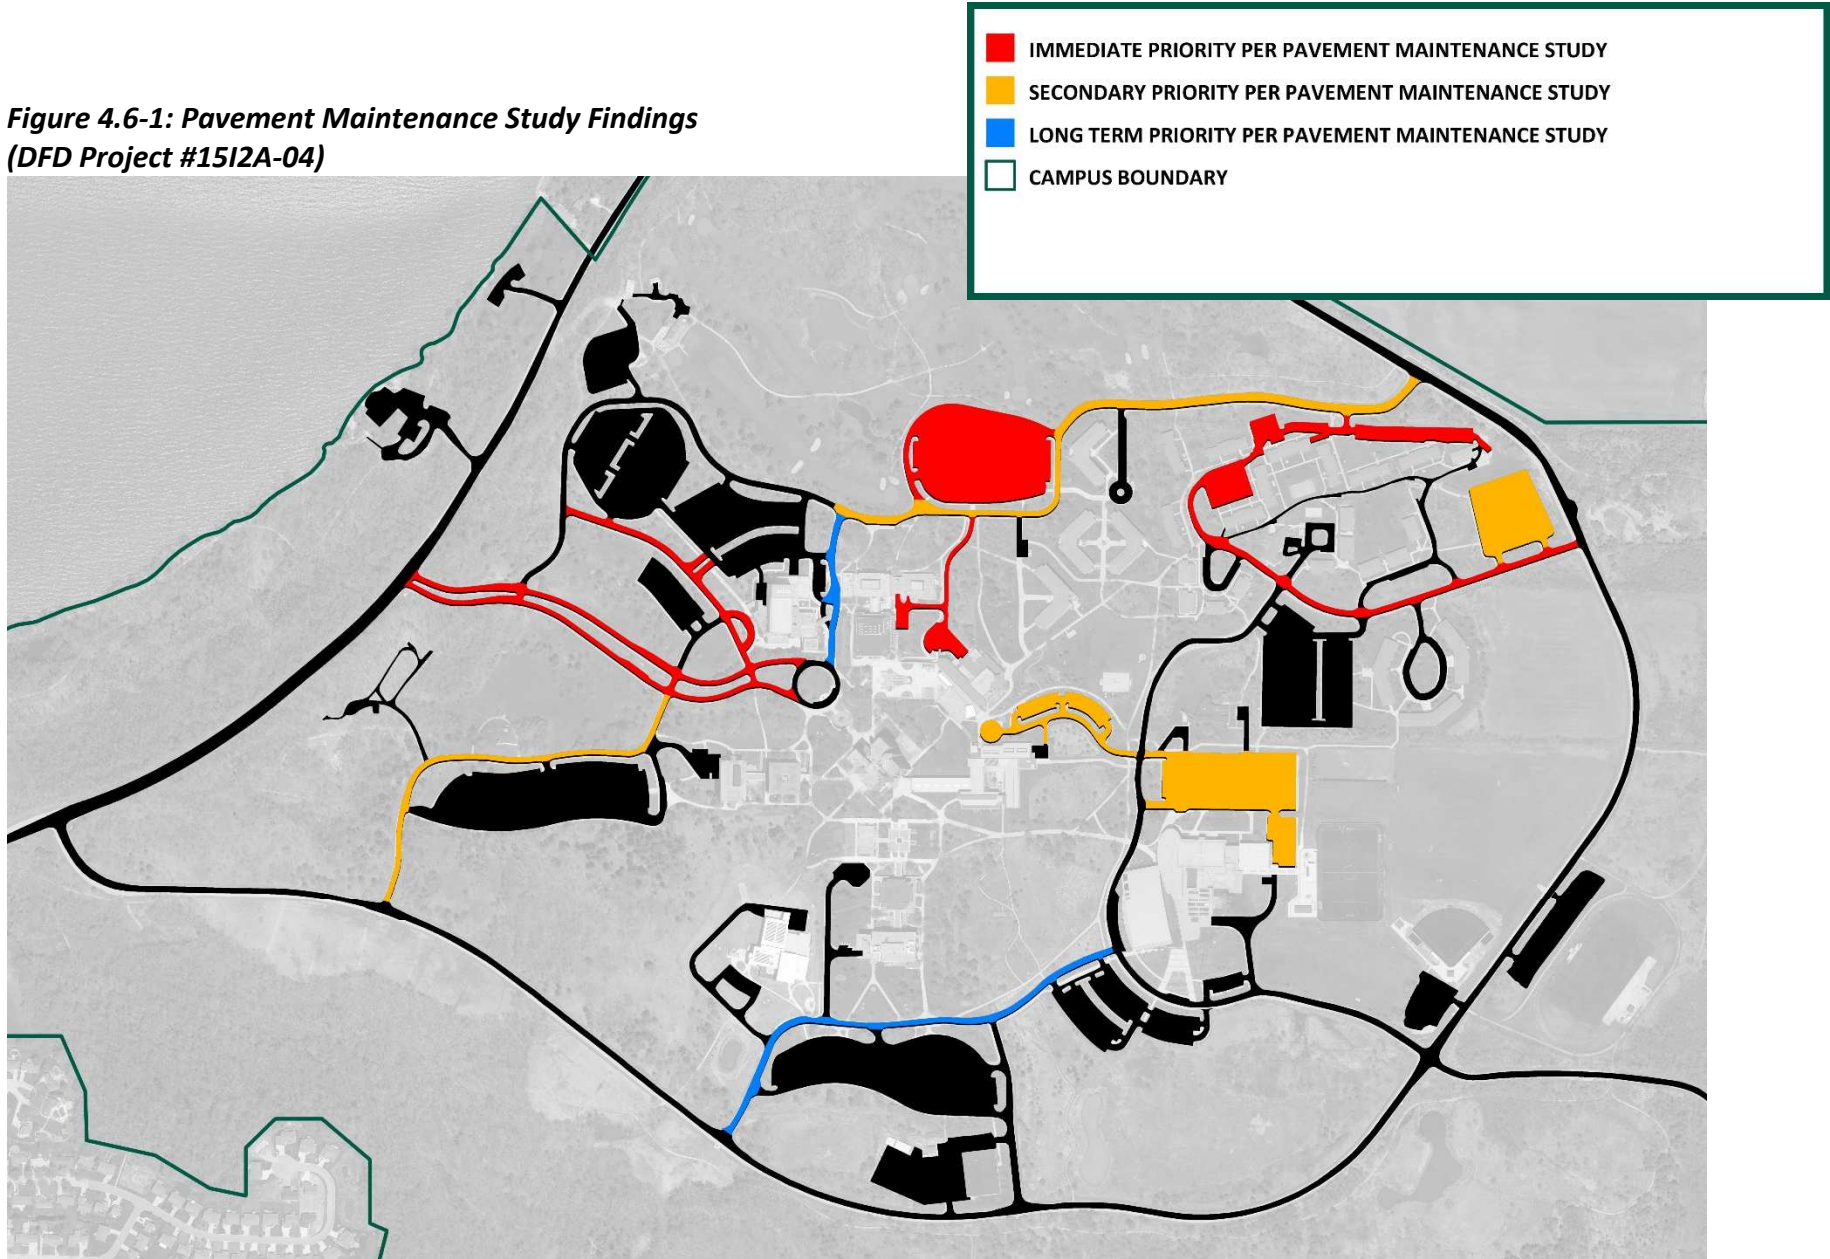 IMMEDIATE PRIORITY PER PAVEMENT MAINTENANCE STUDY
SECONDARY PRIORITY PER PAVEMENT MAINTENANCE STUDY
LONG TERM PRIORITY PER PAVEMENT MAINTENANCE STUDY
CAMPUS BOUNDARY
Figure 4.6-1: Pavement Maintenance Study Findings
(DFD Project #15I2A-04)